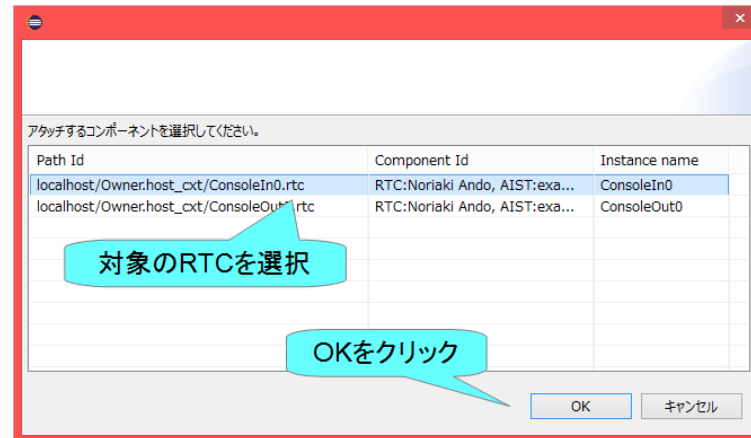 アタッチするコンポーネントを選択してください。
Path Id Component Id Instance name
localhost/Owner.host_cxt/ConsoleIn0.rtc RTC:Noriaki Ando, AIST:exa... ConsoleIn0
localhost/Owner.host_cxt/ConsoleOut0.rtc RTC:Noriaki Ando, AIST:exa... ConsoleOut0
対象のRTCを選択
OKをクリック
OK キャンセル